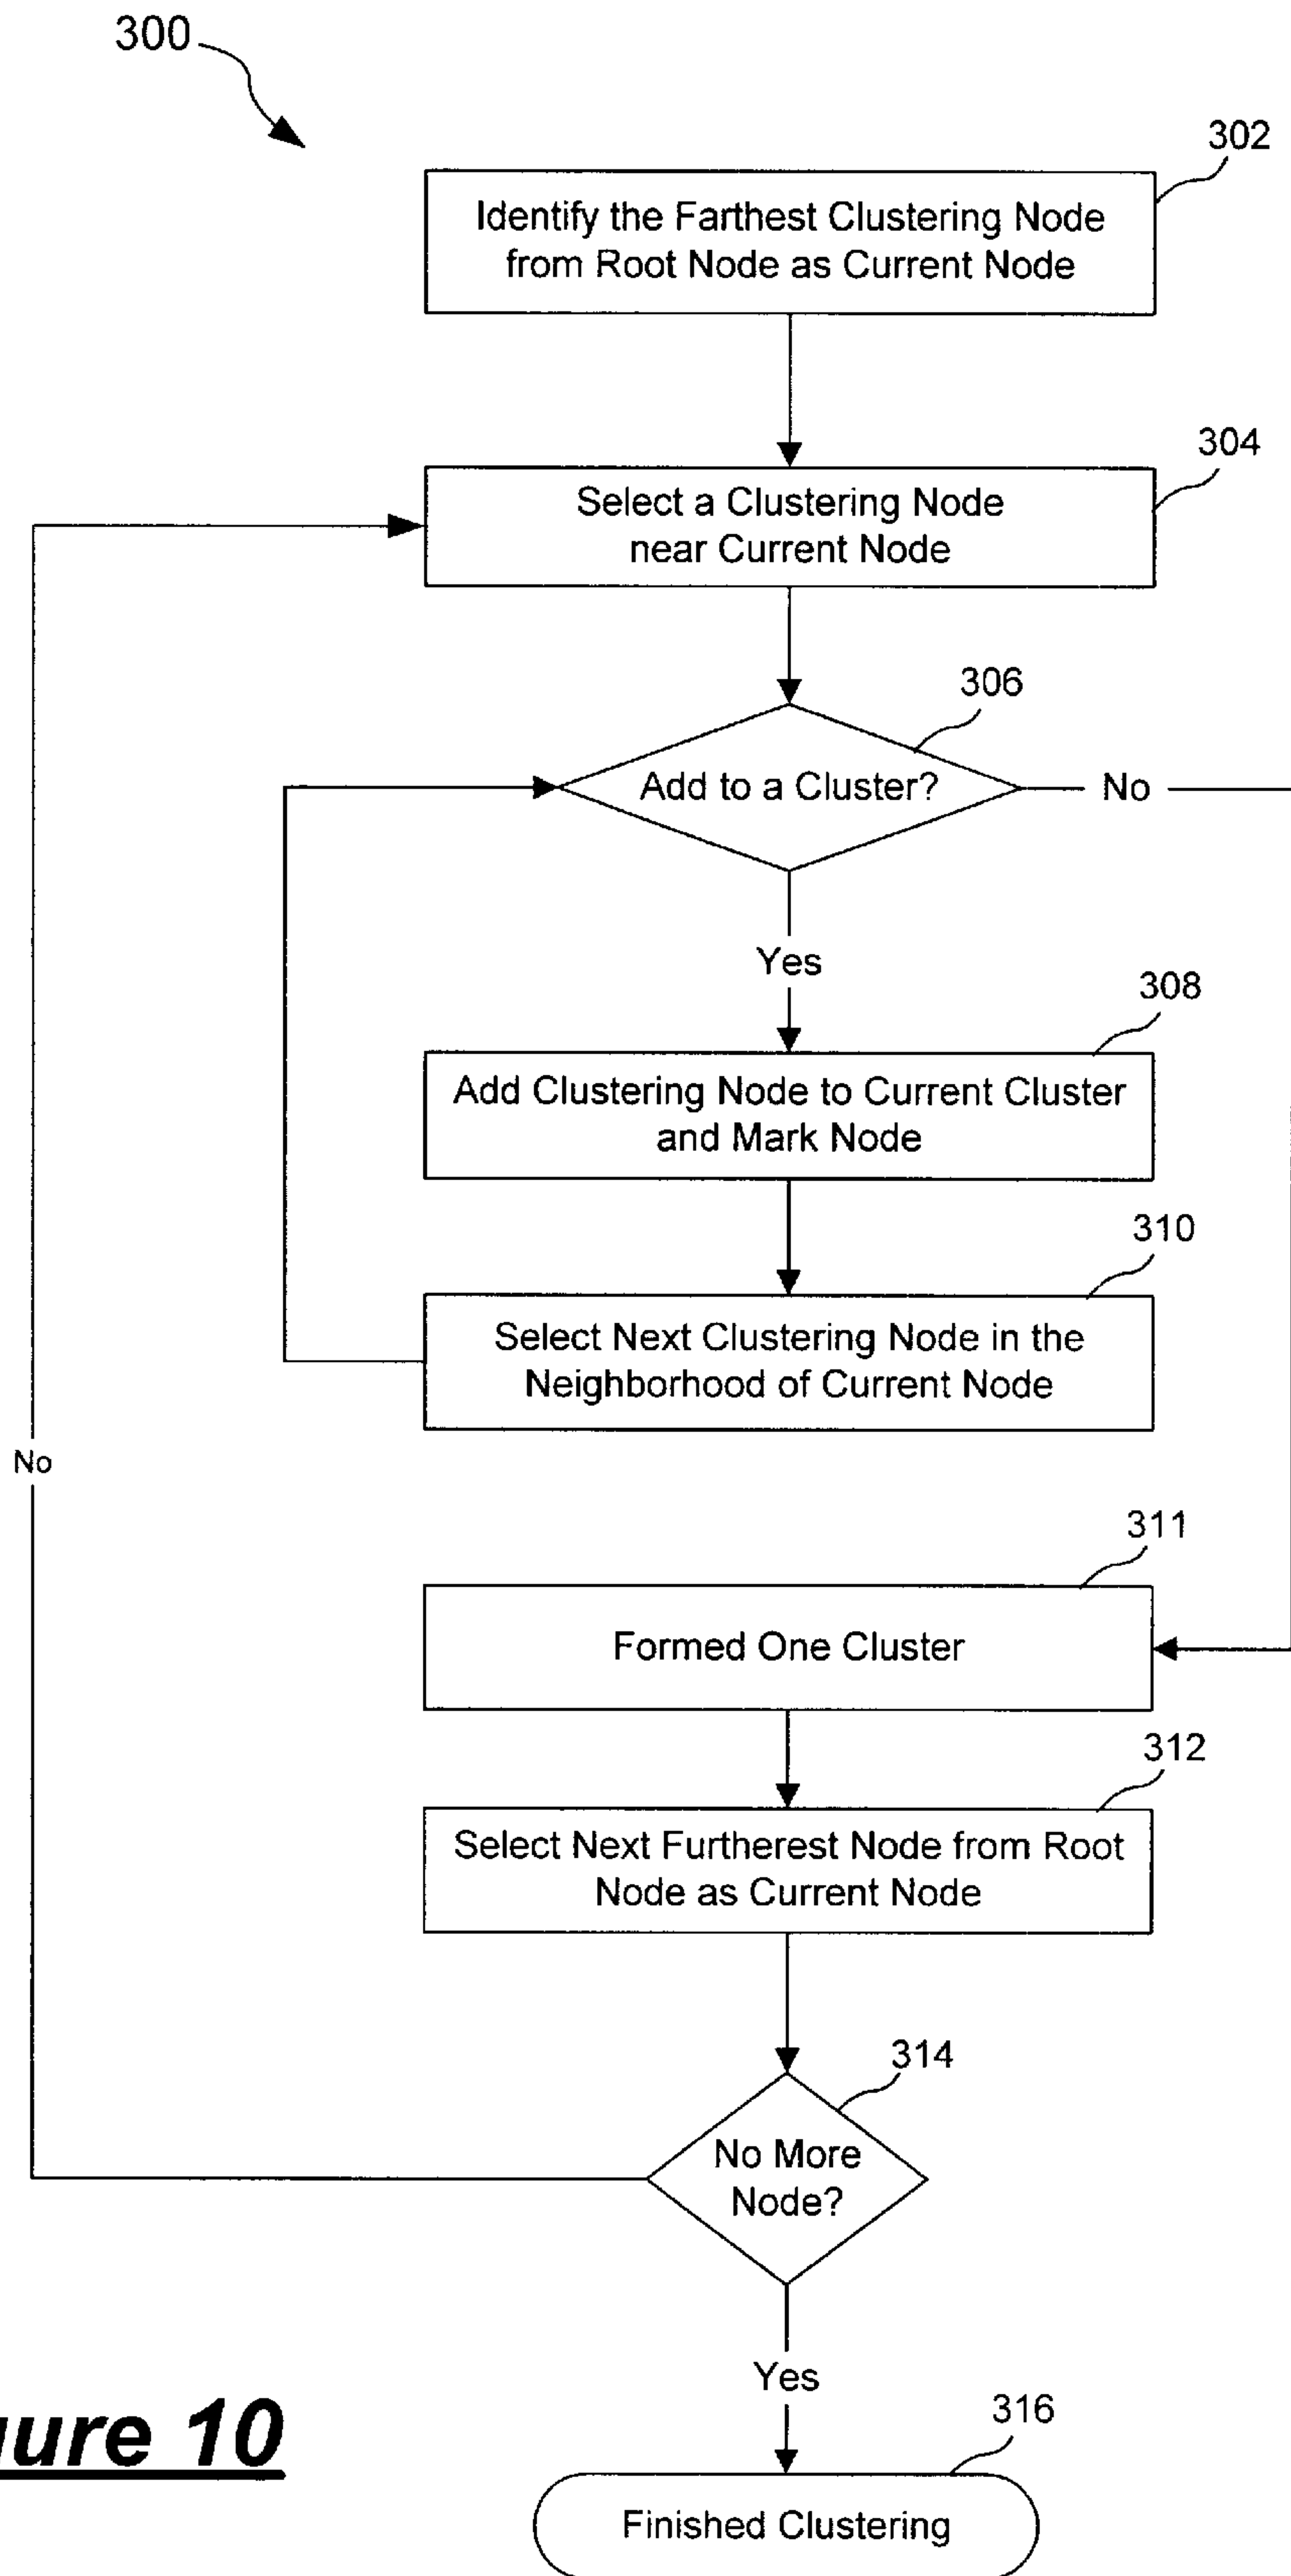 300
302
Identify the Farthest Clustering Node
from Root Node as Current Node
304
Select a Clustering Node
near Current Node
306
Add to a Cluster?
No
Yes
308
Add Clustering Node to Current Cluster
and Mark Node
310
Select Next Clustering Node in the
Neighborhood of Current Node
No
311
Formed One Cluster
312
Select Next Furtherest Node from Root
Node as Current Node
314
No More
Node?
Yes
316
Finished Clustering
gure 10